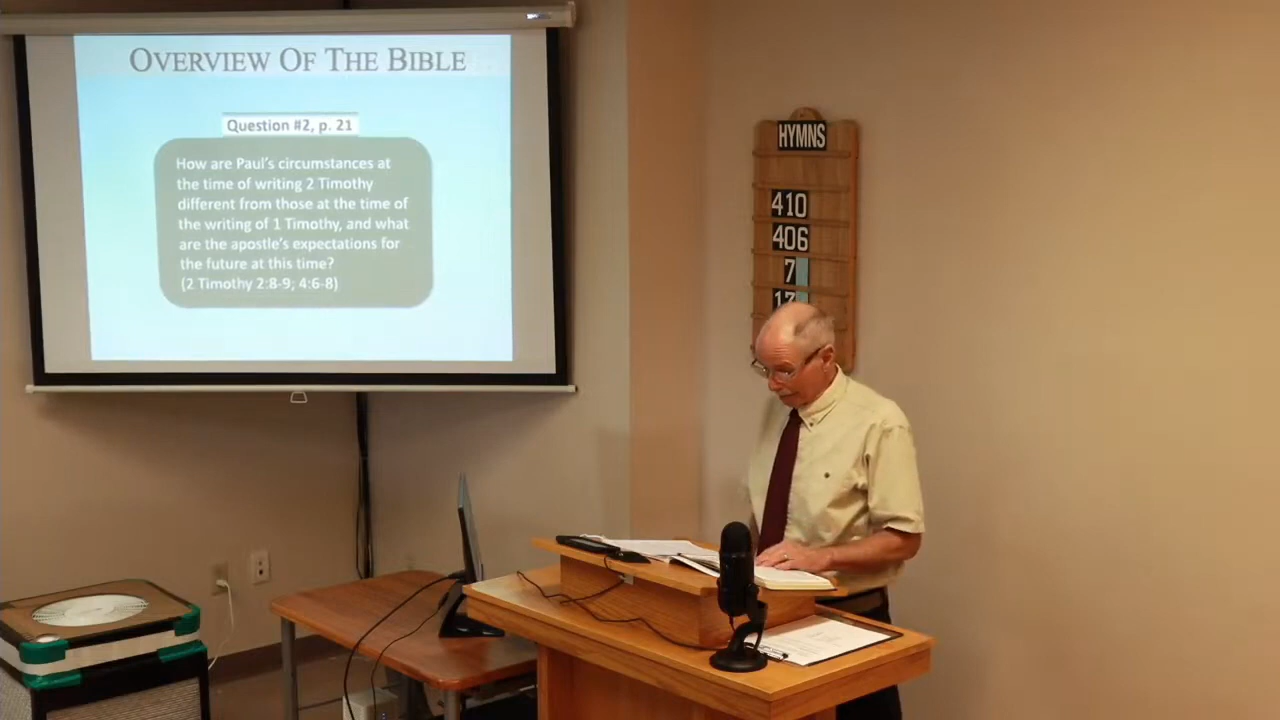 OVERVIEW OF THE BIBLE
Question #2, p. 21
How are Paul's circumstances at
the time of writing 2 Timothy
different from those at the time of
the writing of 1 Timothy, and what
are the apostle's expectations for
the future at this time?
(2 Timothy 2:8-9; 4:6-8)
HYMNS
410
406
7